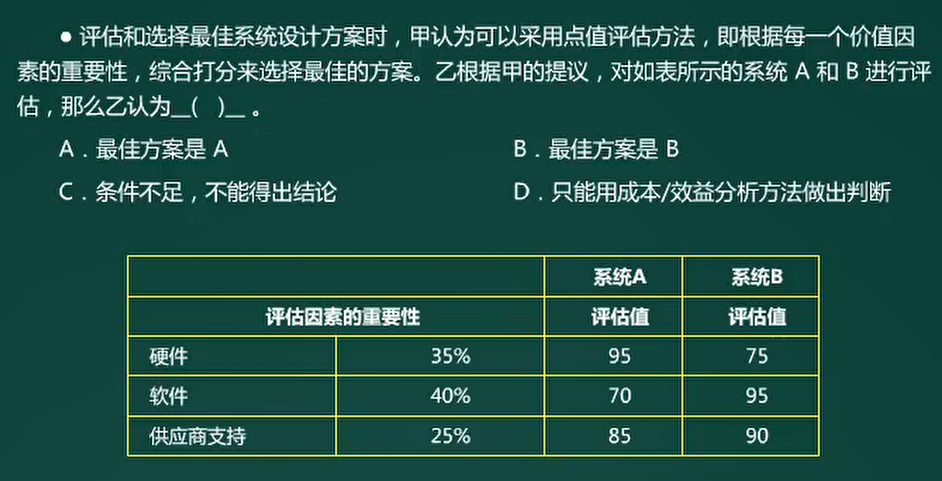 ● 评估和选择最佳系统设计方案时，甲认为可以采用点值评估方法，即根据每一个价值因
素的重要性，综合打分来选择最佳的方案。乙根据甲的提议，对如表所示的系统 A 和 B 进行评
估，那么乙认为__(   )__ 。
A．最佳方案是 A	B．最佳方案是 B
C．条件不足，不能得出结论	D．只能用成本/效益分析方法做出判断
系统A	系统B
评估因素的重要性	评估值	评估值
硬件	35%	95	75
软件	40%	70	95
供应商支持	25%	85	90